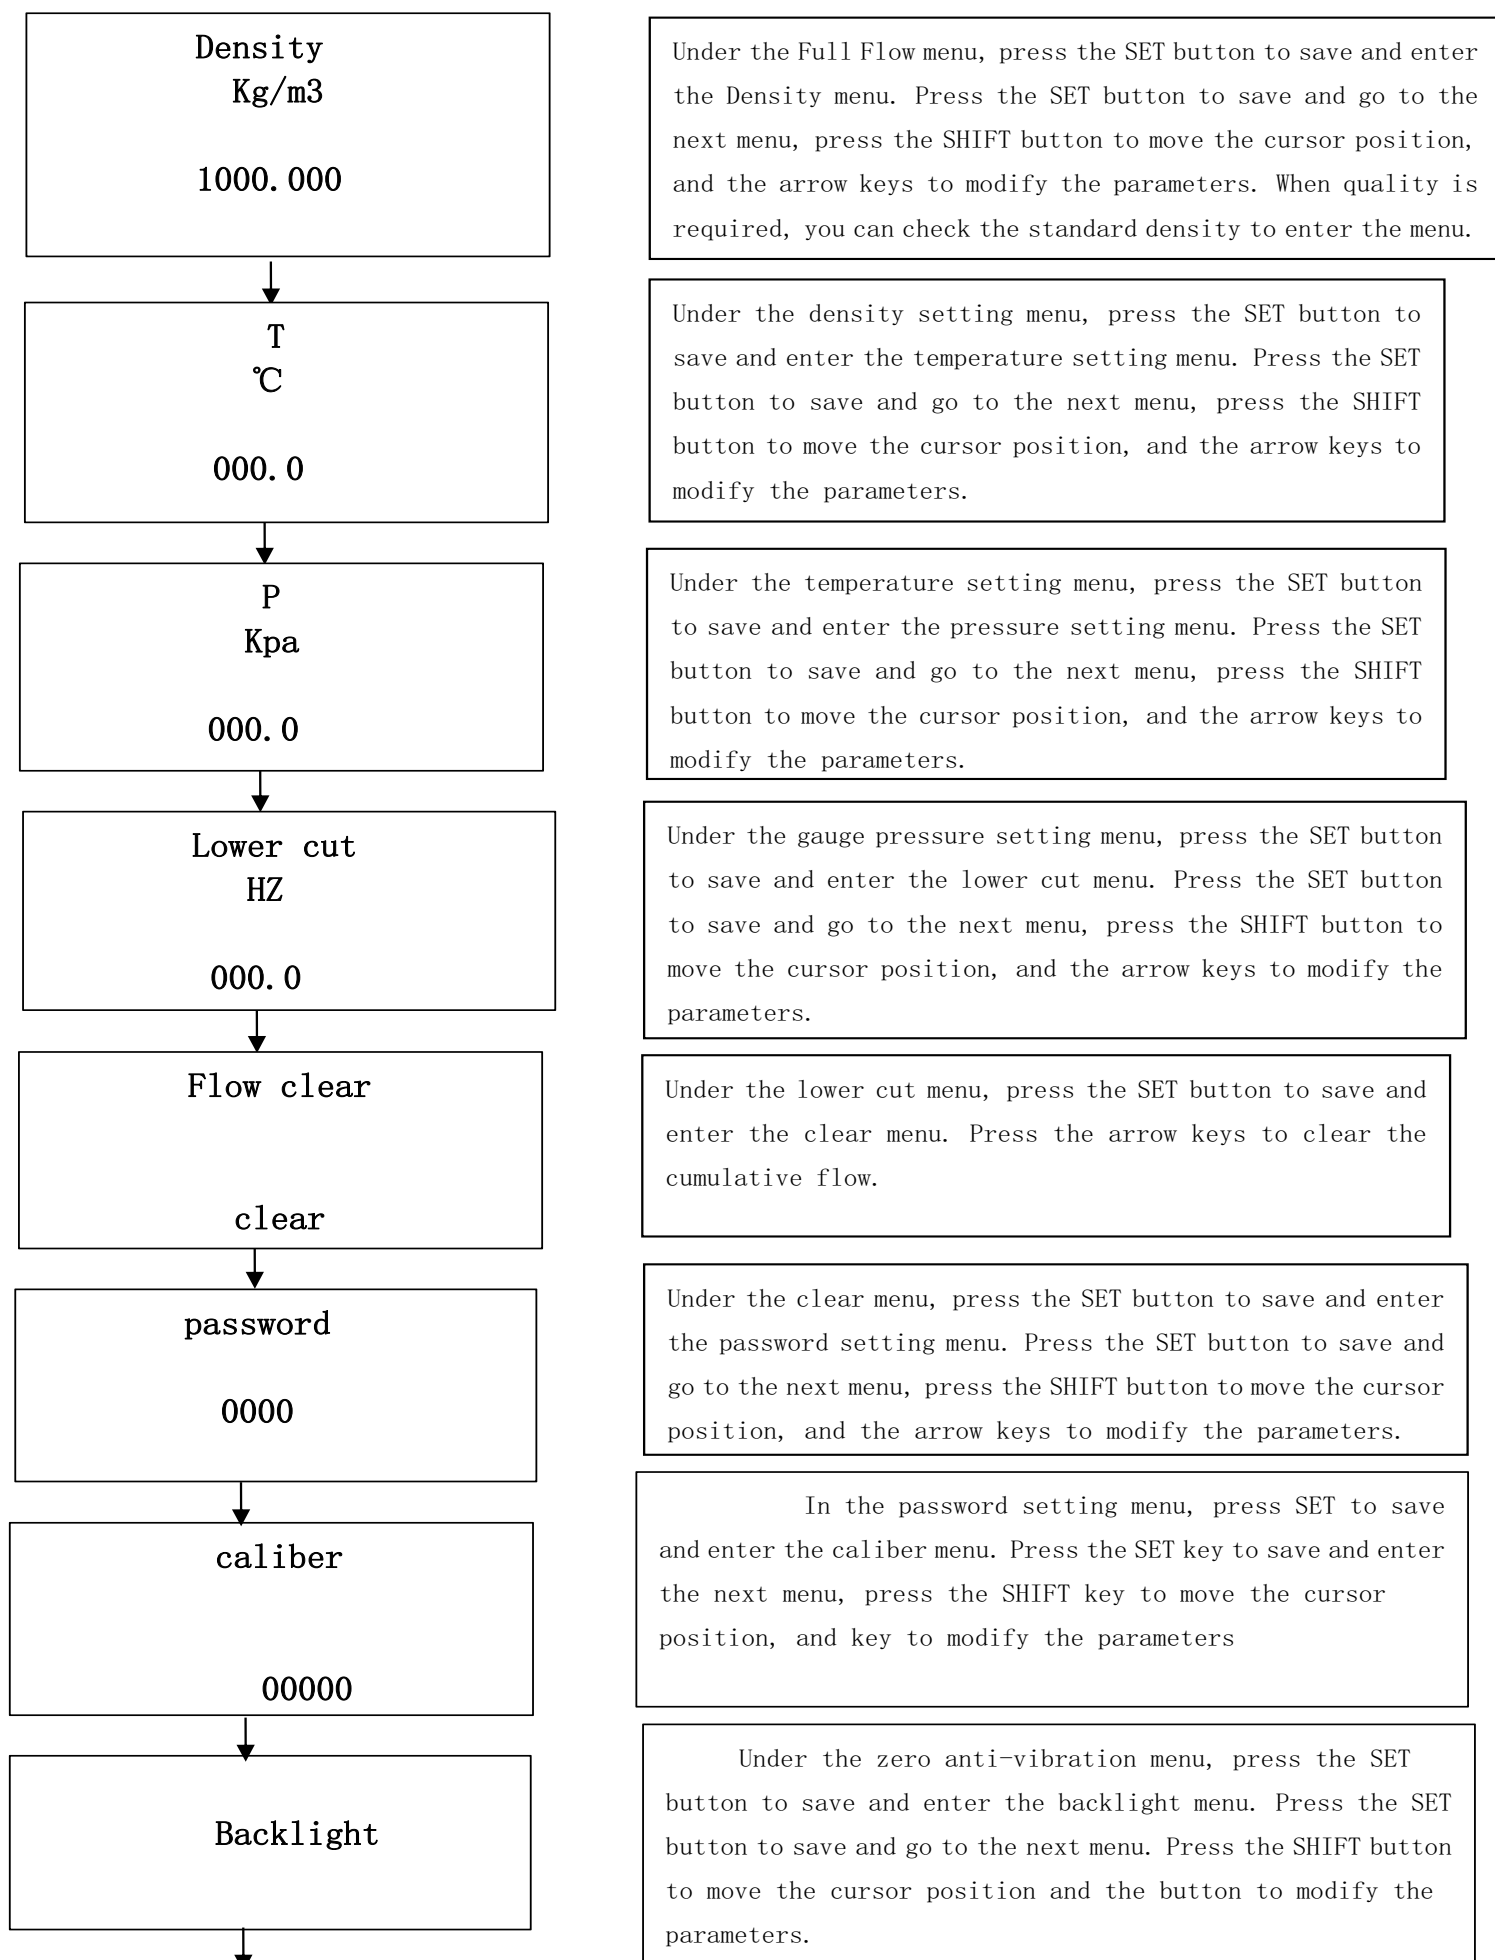 Density
Kg/m3
1000.000
Under the Full Flow menu, press the SET button to save and enter
the Density menu. Press the SET button to save and go to the
next menu, press the SHIFT button to move the cursor position,
and the arrow keys to modify the parameters. When quality is
required, you can check the standard density to enter the menu.
T
℃
000.0
Under the density setting menu, press the SET button to
save and enter the temperature setting menu. Press the SET
button to save and go to the next menu, press the SHIFT
button to move the cursor position, and the arrow keys to
modify the parameters.
P
Kpa
000.0
Under the temperature setting menu, press the SET button
to save and enter the pressure setting menu. Press the SET
button to save and go to the next menu, press the SHIFT
button to move the cursor position, and the arrow keys to
modify the parameters.
Lower cut
HZ
000.0
Under the gauge pressure setting menu, press the SET button
to save and enter the lower cut menu. Press the SET button
to save and go to the next menu, press the SHIFT button to
move the cursor position, and the arrow keys to modify the
parameters.
Flow clear
clear
Under the lower cut menu, press the SET button to save and
enter the clear menu. Press the arrow keys to clear the
cumulative flow.
password
0000
Under the clear menu, press the SET button to save and enter
the password setting menu. Press the SET button to save and
go to the next menu, press the SHIFT button to move the cursor
position, and the arrow keys to modify the parameters.
caliber
00000
In the password setting menu, press SET to save
and enter the caliber menu. Press the SET key to save and enter
the next menu, press the SHIFT key to move the cursor
position, and key to modify the parameters
Backlight
Under the zero anti-vibration menu, press the SET
button to save and enter the backlight menu. Press the SET
button to save and go to the next menu. Press the SHIFT button
to move the cursor position and the button to modify the
parameters.